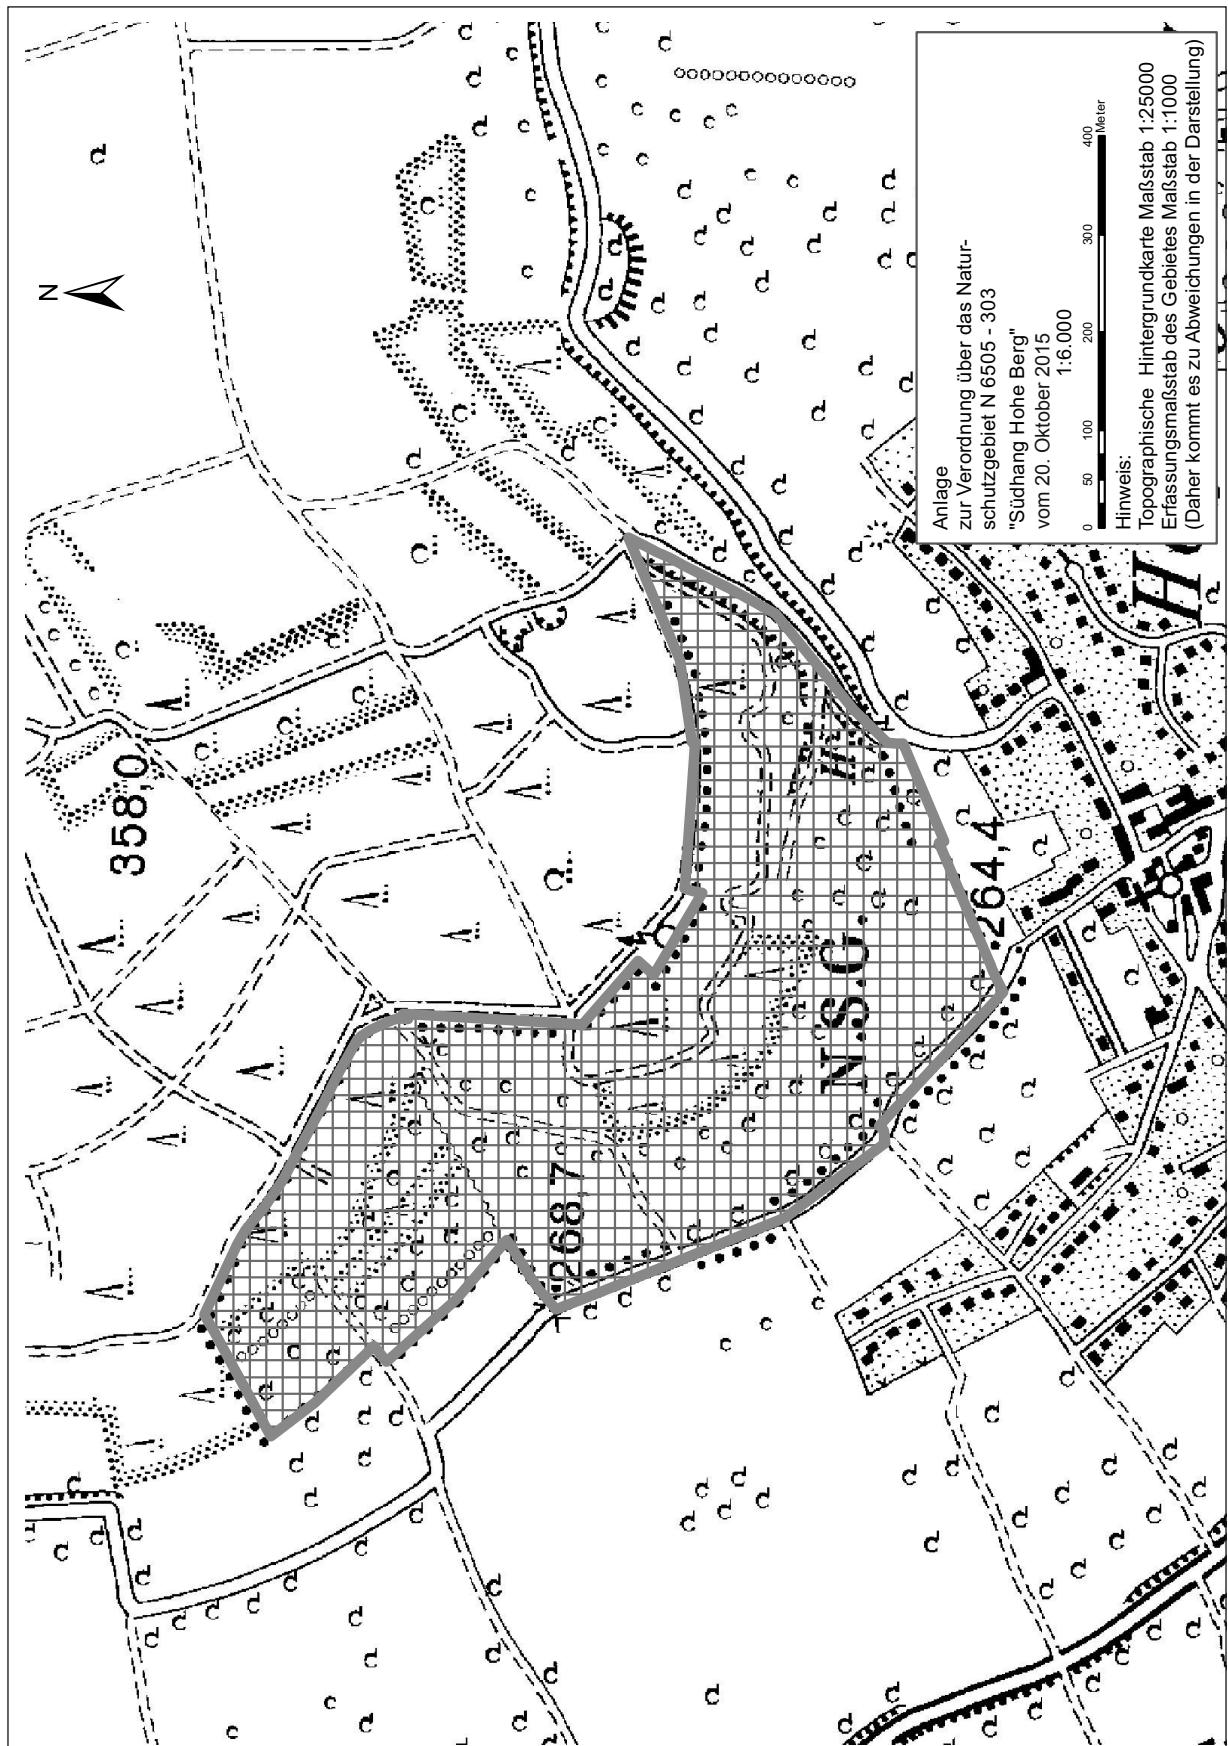 N
358,0
268,7
N.S.G.
264,4
H
Anlage
zur Verordnung über das Natur-
schutzgebiet N 6505 - 303
"Südhang Hohe Berg"
vom 20. Oktober 2015
1:6.000
0 50 100 200 300 400
Meter
Hinweis:
Topographische Hintergrundkarte Maßstab 1:25000
Erfassungsmaßstab des Gebietes Maßstab 1:1000
(Daher kommt es zu Abweichungen in der Darstellung)